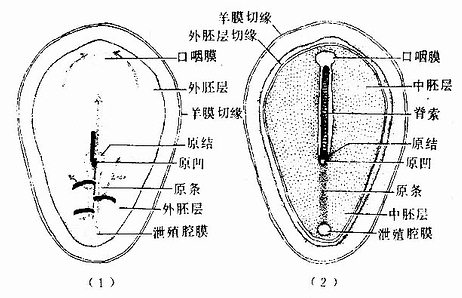 羊膜切缘
外胚层切缘
口咽膜
外胚层
羊膜切缘
原结
原凹
原条
外胚层
泄殖腔膜
(1)
口咽膜
中胚层
脊索
原结
原凹
原条
中胚层
泄殖腔膜
(2)